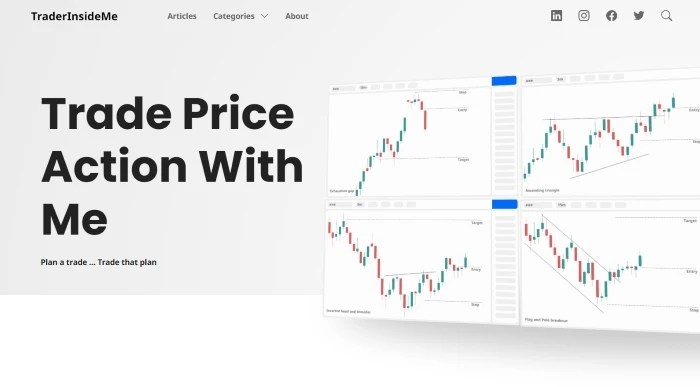 TraderInsideMe
Articles
Categories
About
Trade Price
Action With
Me
Plan a trade ... Trade that plan
Stop
Entry
Target
Exhaustion gap
Entry
Stop
Ascending triangle
Target
Entry
Stop
Inverted head and shoulder
Target
Entry
Stop
Flag and Pole breakout